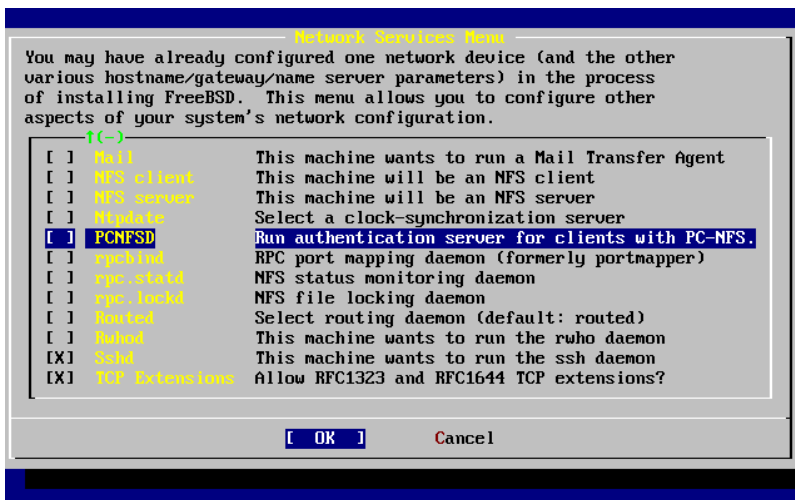 Network Services Menu
You may have already configured one network device (and the other
various hostname/gateway/name server parameters) in the process
of installing FreeBSD.  This menu allows you to configure other
aspects of your system's network configuration.
↑(-)
[ ] Mail This machine wants to run a Mail Transfer Agent
[ ] NFS client This machine will be an NFS client
[ ] NFS server This machine will be an NFS server
[ ] Ntpdate Select a clock-synchronization server
[ ] PCNFSD Run authentication server for clients with PC-NFS.
[ ] rpcbind RPC port mapping daemon (formerly portmapper)
[ ] rpc.statd NFS status monitoring daemon
[ ] rpc.lockd NFS file locking daemon
[ ] Routed Select routing daemon (default: routed)
[ ] Rwhod This machine wants to run the rwho daemon
[X] Sshd This machine wants to run the ssh daemon
[X] TCP Extensions Allow RFC1323 and RFC1644 TCP extensions?
[ OK ] Cancel